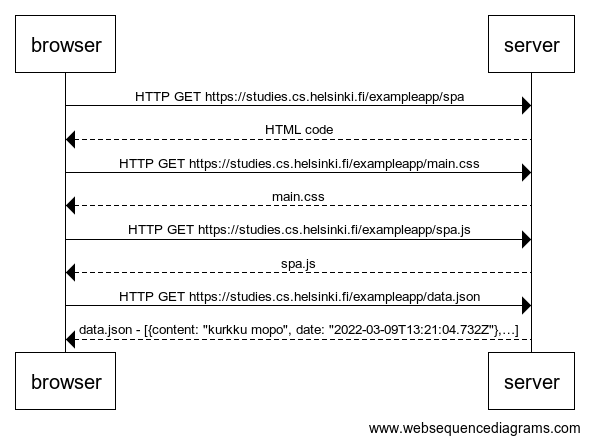 browser server
HTTP GET https://studies.cs.helsinki.fi/exampleapp/spa
HTML code
HTTP GET https://studies.cs.helsinki.fi/exampleapp/main.css
main.css
HTTP GET https://studies.cs.helsinki.fi/exampleapp/spa.js
spa.js
HTTP GET https://studies.cs.helsinki.fi/exampleapp/data.json
data.json - [{content: "kurkku mopo", date: "2022-03-09T13:21:04.732Z"},…]
browser server
www.websequencediagrams.com